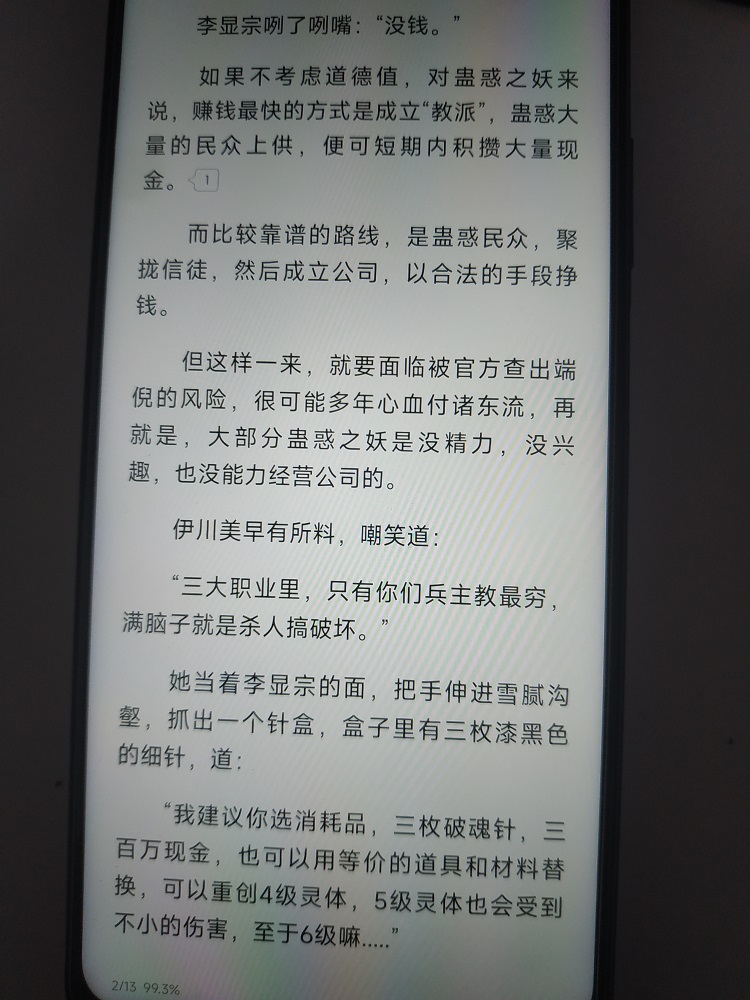 李显宗咧了咧嘴：“没钱。”
如果不考虑道德值，对蛊惑之妖来
说，赚钱最快的方式是成立“教派”，蛊惑大
量的民众上供，便可短期内积攒大量现
金。 1
而比较靠谱的路线，是蛊惑民众，聚
拢信徒，然后成立公司，以合法的手段挣
钱。
但这样一来，就要面临被官方查出端
倪的风险，很可能多年心血付诸东流，再
就是，大部分蛊惑之妖是没精力，没兴
趣，也没能力经营公司的。
伊川美早有所料，嘲笑道：
“三大职业里，只有你们兵主教最穷，
满脑子就是杀人搞破坏。”
她当着李显宗的面，把手伸进雪腻沟
壑，抓出一个针盒，盒子里有三枚漆黑色
的细针，道：
“我建议你选消耗品，三枚破魂针，三
百万现金，也可以用等价的道具和材料替
换，可以重创4级灵体，5级灵体也会受到
不小的伤害，至于6级嘛.....”
2/13 99.3%